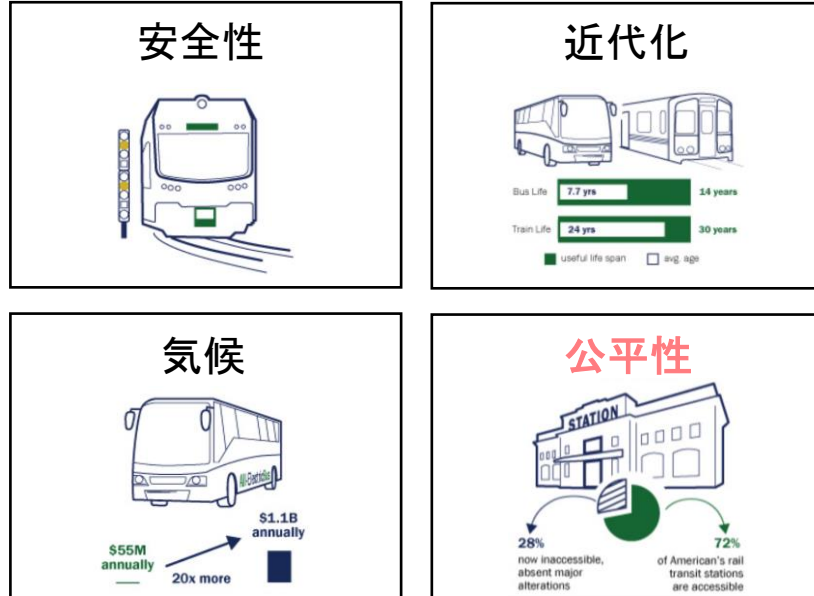 安全性
近代化
Bus Life 7.7 yrs 14 years
Train Life 24 yrs 30 years
useful life span avg. age
気候
All-ElectricBus
$1.1B
annually
$55M
annually
20x more
公平性
STATION
28%
now inaccessible,
absent major
alterations
72%
of American's rail
transit stations
are accessible